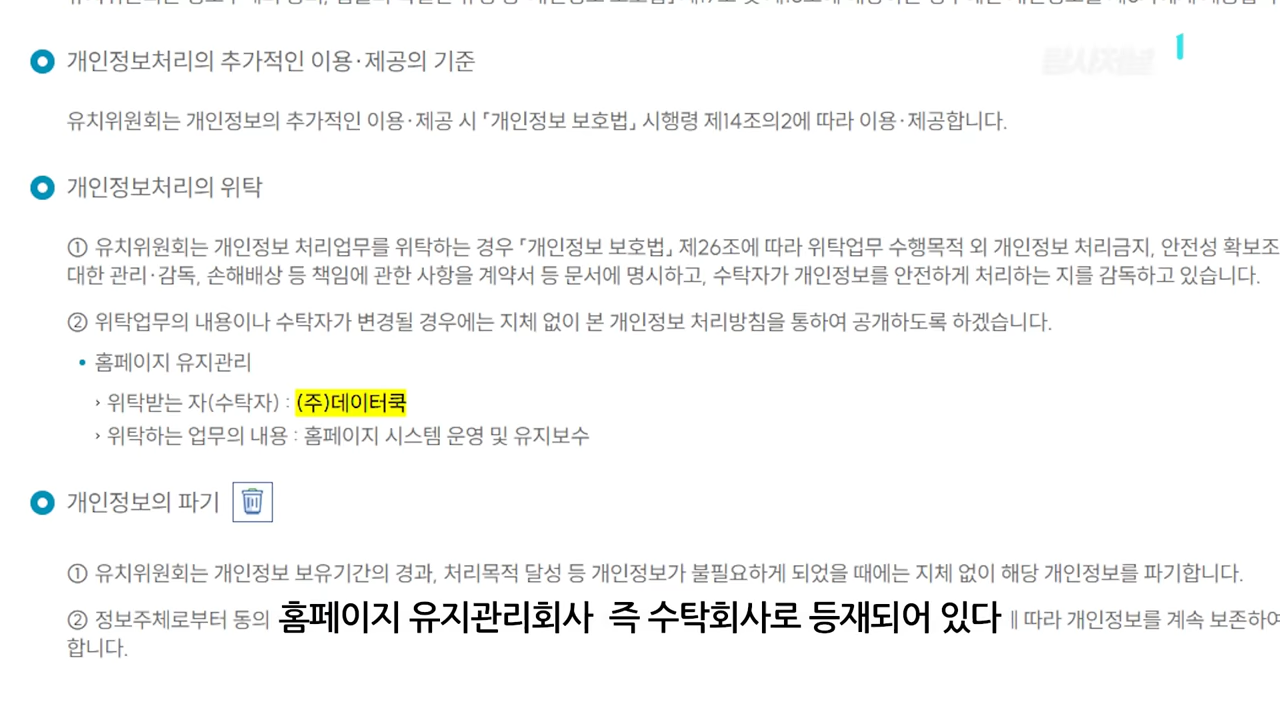 개인정보처리의 추가적인 이용·제공의 기준
유치위원회는 개인정보의 추가적인 이용·제공 시 「개인정보 보호법」 시행령 제14조의2에 따라 이용·제공합니다.
개인정보처리의 위탁
① 유치위원회는 개인정보 처리업무를 위탁하는 경우 「개인정보 보호법」 제26조에 따라 위탁업무 수행목적 외 개인정보 처리금지, 안전성 확보조
대한 관리·감독, 손해배상 등 책임에 관한 사항을 계약서 등 문서에 명시하고, 수탁자가 개인정보를 안전하게 처리하는 지를 감독하고 있습니다.
② 위탁업무의 내용이나 수탁자가 변경될 경우에는 지체 없이 본 개인정보 처리방침을 통하여 공개하도록 하겠습니다.
• 홈페이지 유지관리
› 위탁받는 자(수탁자) : (주)데이터쿡
› 위탁하는 업무의 내용 : 홈페이지 시스템 운영 및 유지보수
개인정보의 파기
① 유치위원회는 개인정보 보유기간의 경과, 처리목적 달성 등 개인정보가 불필요하게 되었을 때에는 지체 없이 해당 개인정보를 파기합니다.
② 정보주체로부터 동의
홈페이지 유지관리회사 즉 수탁회사로 등재되어 있다
따라 개인정보를 계속 보존하여
합니다.